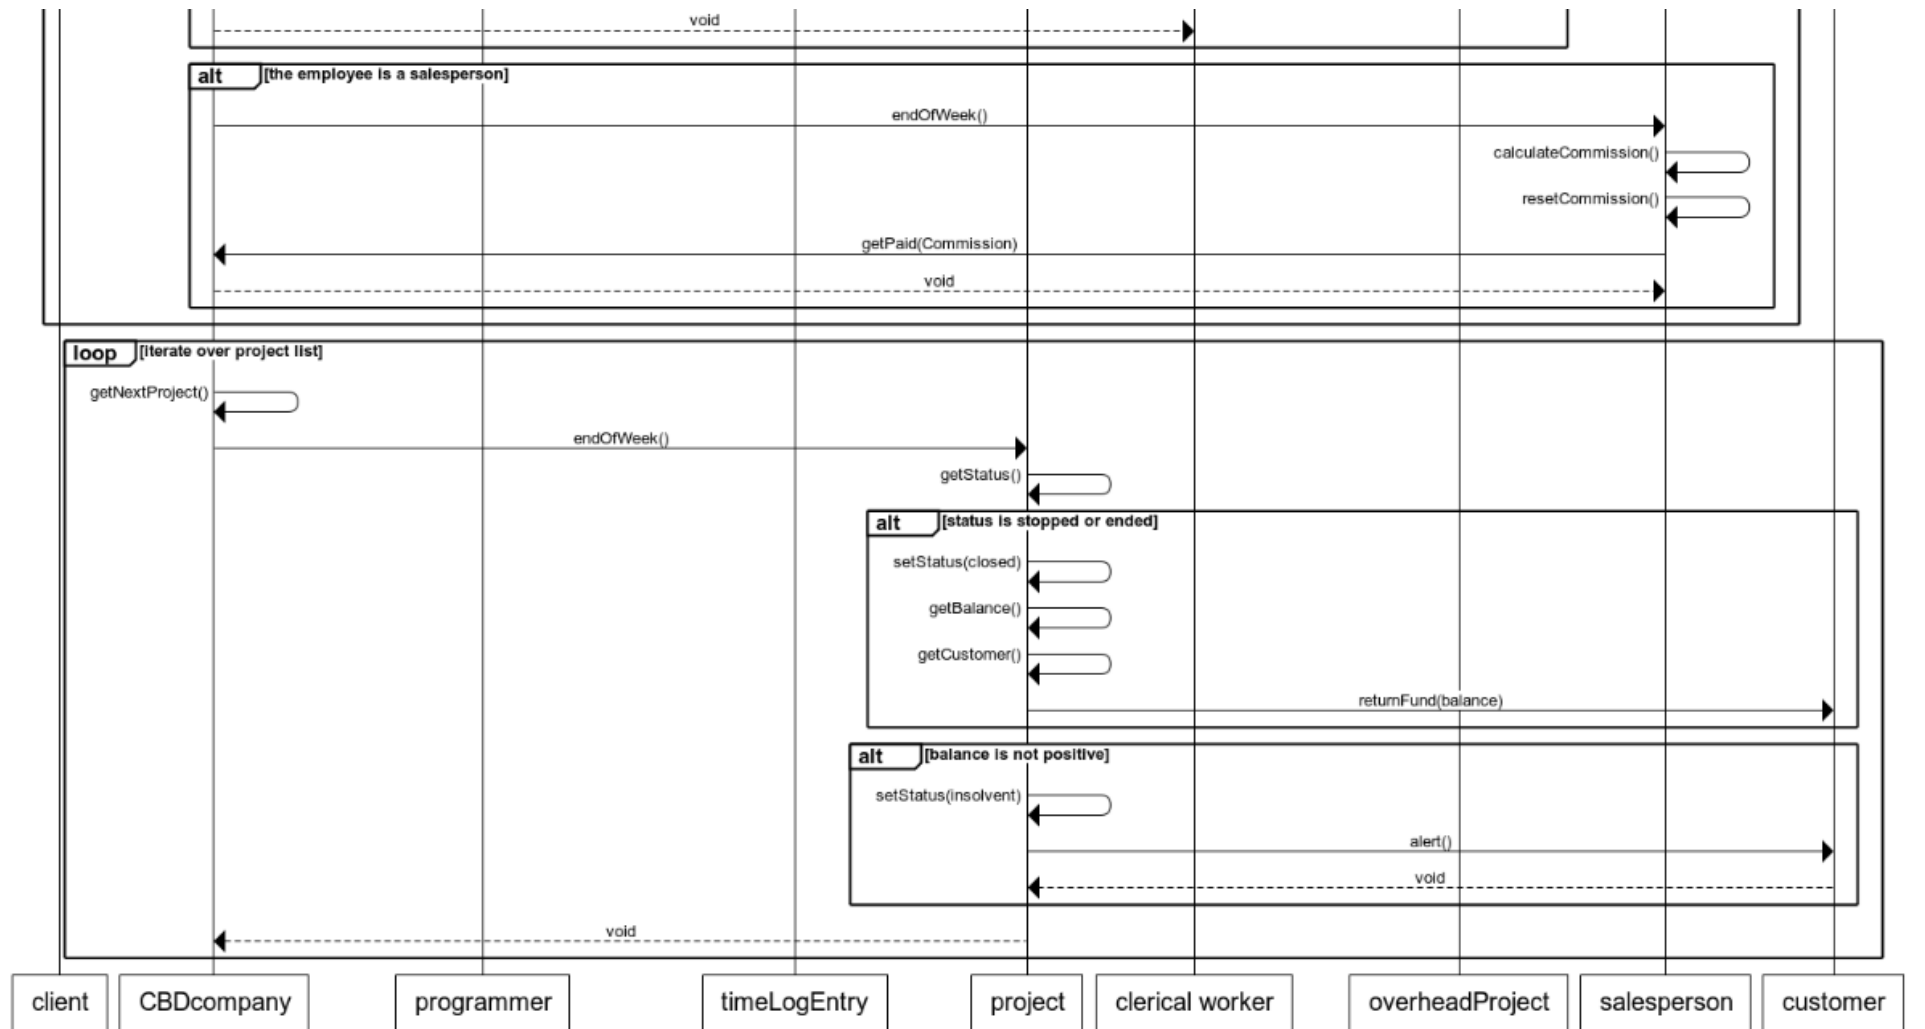 void
alt [the employee is a salesperson]
endOfWeek()
calculateCommission()
resetCommission()
getPaid(Commission)
void
loop [iterate over project list]
getNextProject()
endOfWeek()
getStatus()
alt [status is stopped or ended]
setStatus(closed)
getBalance()
getCustomer()
returnFund(balance)
alt [balance is not positive]
setStatus(insolvent)
alert()
void
void
client CBDcompany programmer timeLogEntry project clerical worker overheadProject salesperson customer